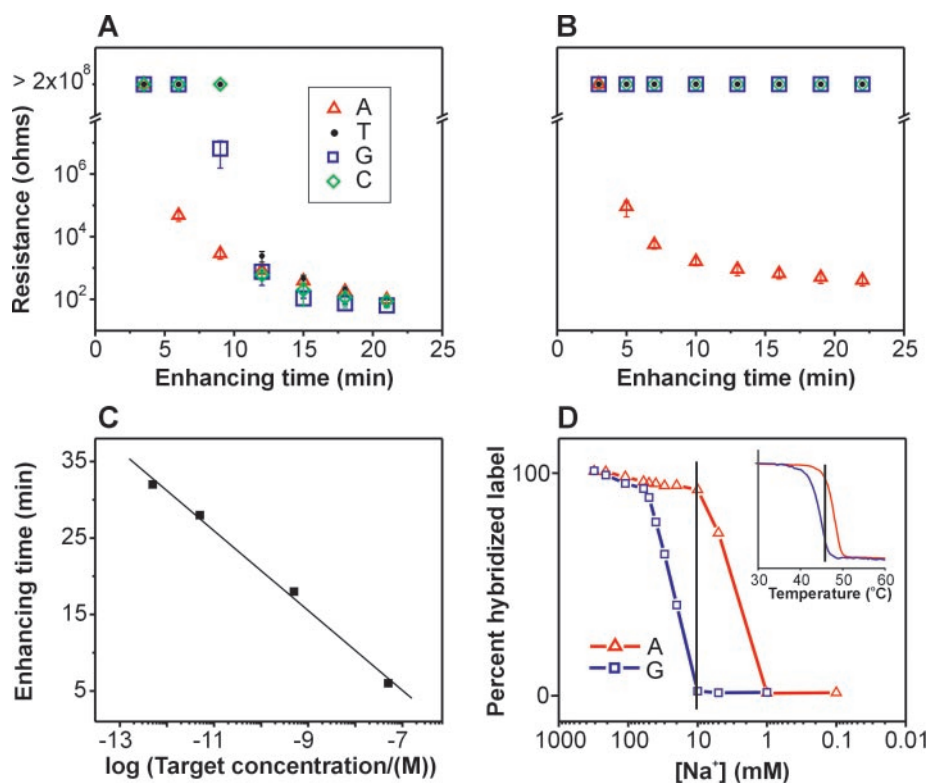 A
B
> 2x10⁸
10⁶
10⁴
10²
Resistance (ohms)
A
T
G
C
0 5 10 15 20 25
0 5 10 15 20 25
Enhancing time (min)
Enhancing time (min)
C
D
35
25
15
5
Enhancing time (min)
-13 -11 -9 -7
log (Target concentration/(M))
100
0
Percent hybridized label
A
G
30 40 50 60
Temperature (°C)
1000 100 10 1 0.1 0.01
[Na⁺] (mM)